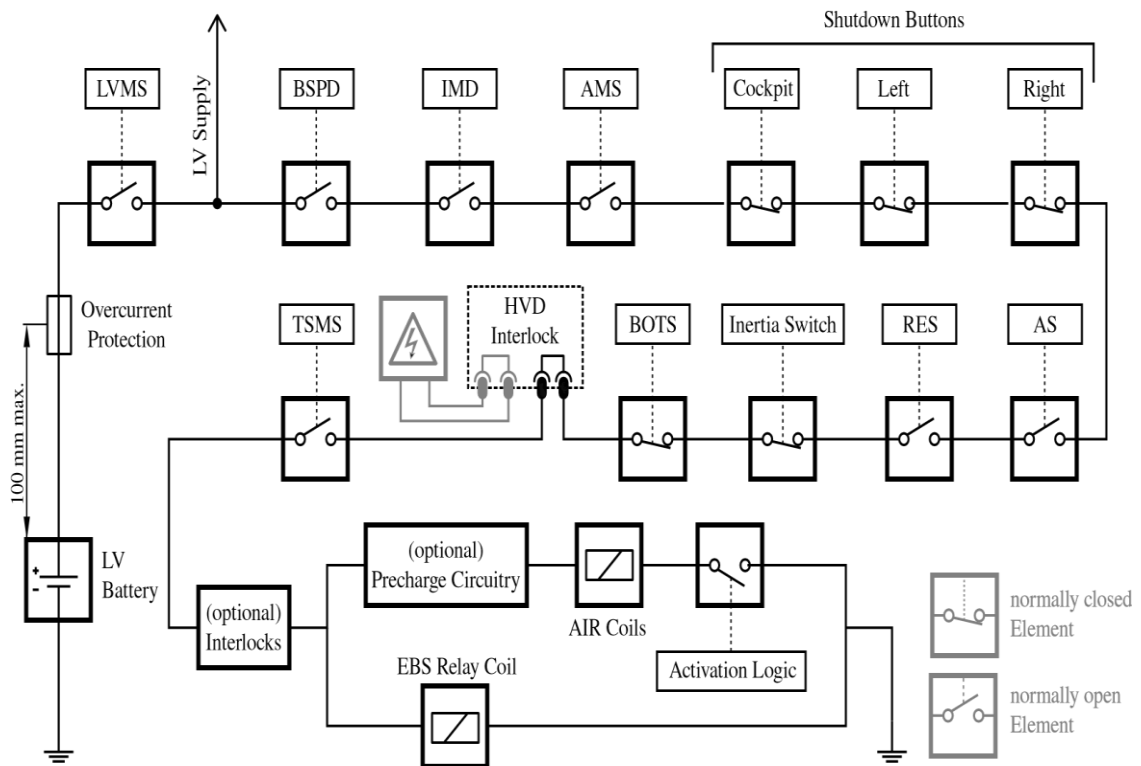 Shutdown Buttons
LVMS
LV Supply
BSPD
IMD
AMS
Cockpit
Left
Right
Overcurrent
Protection
100 mm max.
TSMS
HVD
Interlock
BOTS
Inertia Switch
RES
AS
+
-
LV
Battery
(optional)
Interlocks
(optional)
Precharge Circuitry
AIR Coils
Activation Logic
EBS Relay Coil
normally closed
Element
normally open
Element